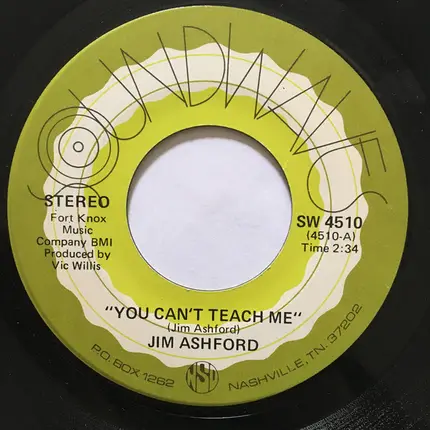 SOUNDWAVES
STEREO
Fort Knox
Music
Company BMI
Produced by
Vic Willis
SW 4510
(4510-A)
Time 2:34
"YOU CAN'T TEACH ME"
(Jim Ashford)
JIM ASHFORD
P.O. BOX 1262 NSD NASHVILLE, TN. 37202